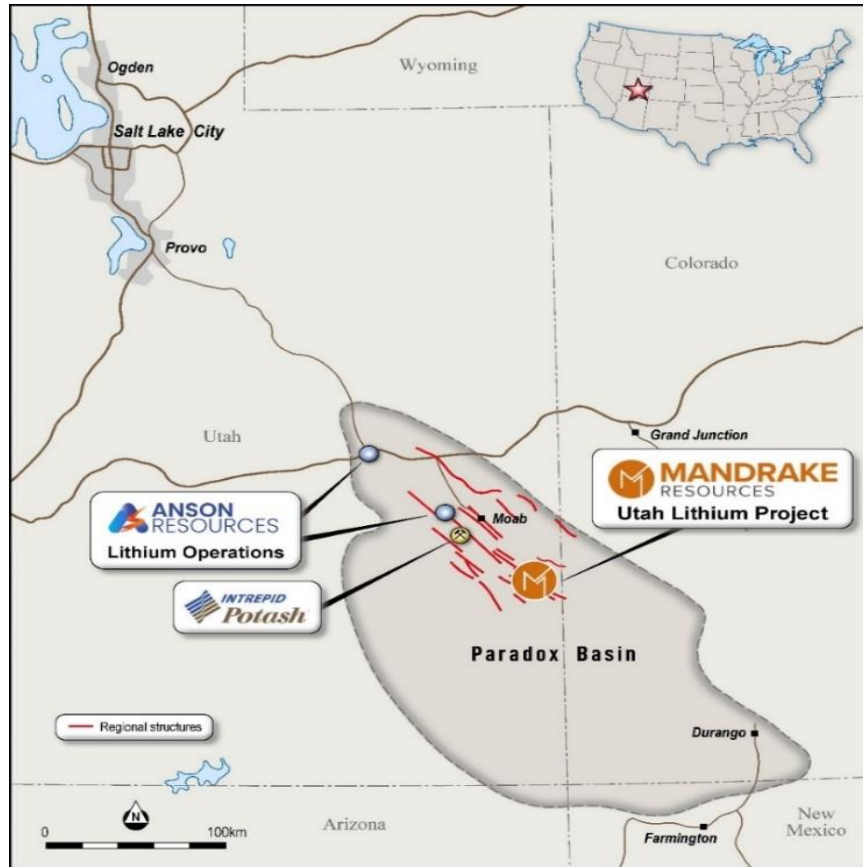 Ogden
Wyoming
Salt Lake City
Provo
Colorado
Utah
Grand Junction
MANDRAKE
RESOURCES
Utah Lithium Project
ANSON
RESOURCES
Lithium Operations
Moab
INTREPID
Potash
Paradox Basin
Regional structures
Durango
N
0
100km
Arizona
New
Mexico
Farmington